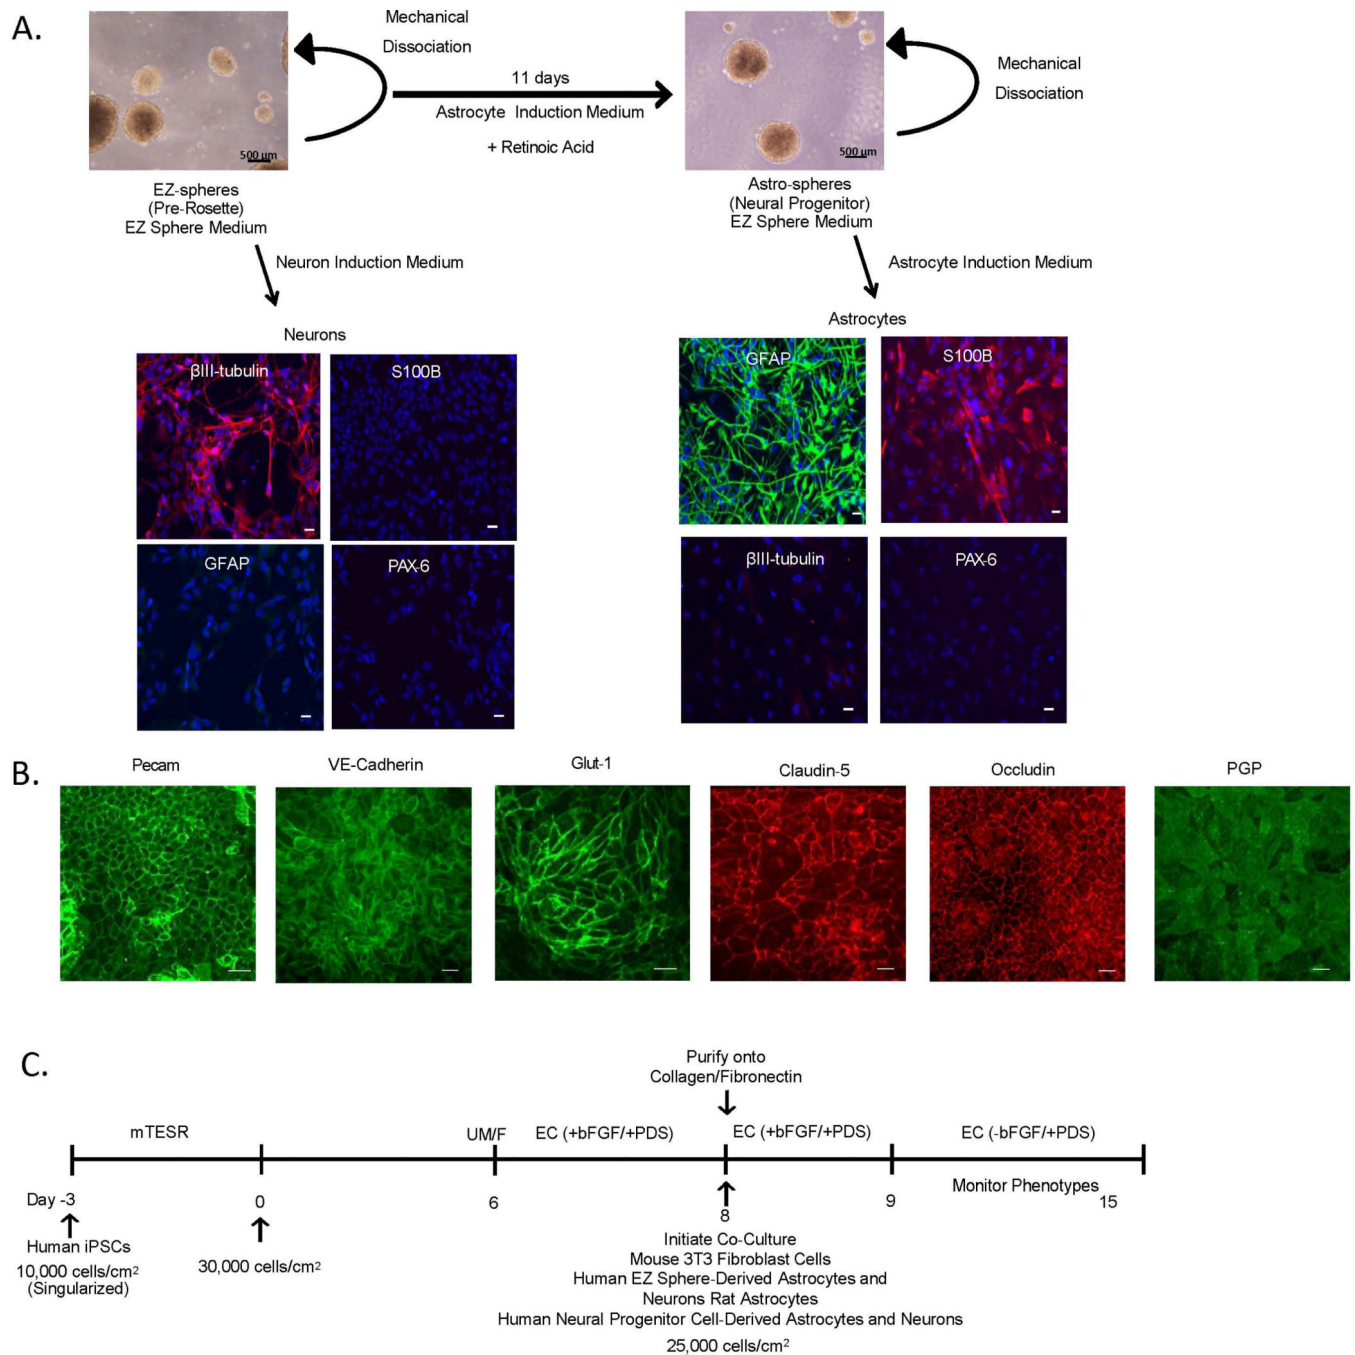 A.
Mechanical
Dissociation
11 days
Astrocyte Induction Medium
+ Retinoic Acid
Mechanical
Dissociation
500 µm
500 µm
EZ-spheres
(Pre-Rosette)
EZ Sphere Medium
Astro-spheres
(Neural Progenitor)
EZ Sphere Medium
Neuron Induction Medium
Astrocyte Induction Medium
Neurons
Astrocytes
βIII-tubulin
S100B
GFAP
PAX-6
GFAP
S100B
βIII-tubulin
PAX-6
B.
Pecam
VE-Cadherin
Glut-1
Claudin-5
Occludin
PGP
C.
Purify onto
Collagen/Fibronectin
mTESR
UM/F
EC (+bFGF/+PDS)
EC (+bFGF/+PDS)
EC (-bFGF/+PDS)
Day -3
0
6
8
9
Monitor Phenotypes
15
Human iPSCs
10,000 cells/cm²
(Singularized)
30,000 cells/cm²
Initiate Co-Culture
Mouse 3T3 Fibroblast Cells
Human EZ Sphere-Derived Astrocytes and
Neurons Rat Astrocytes
Human Neural Progenitor Cell-Derived Astrocytes and Neurons
25,000 cells/cm²